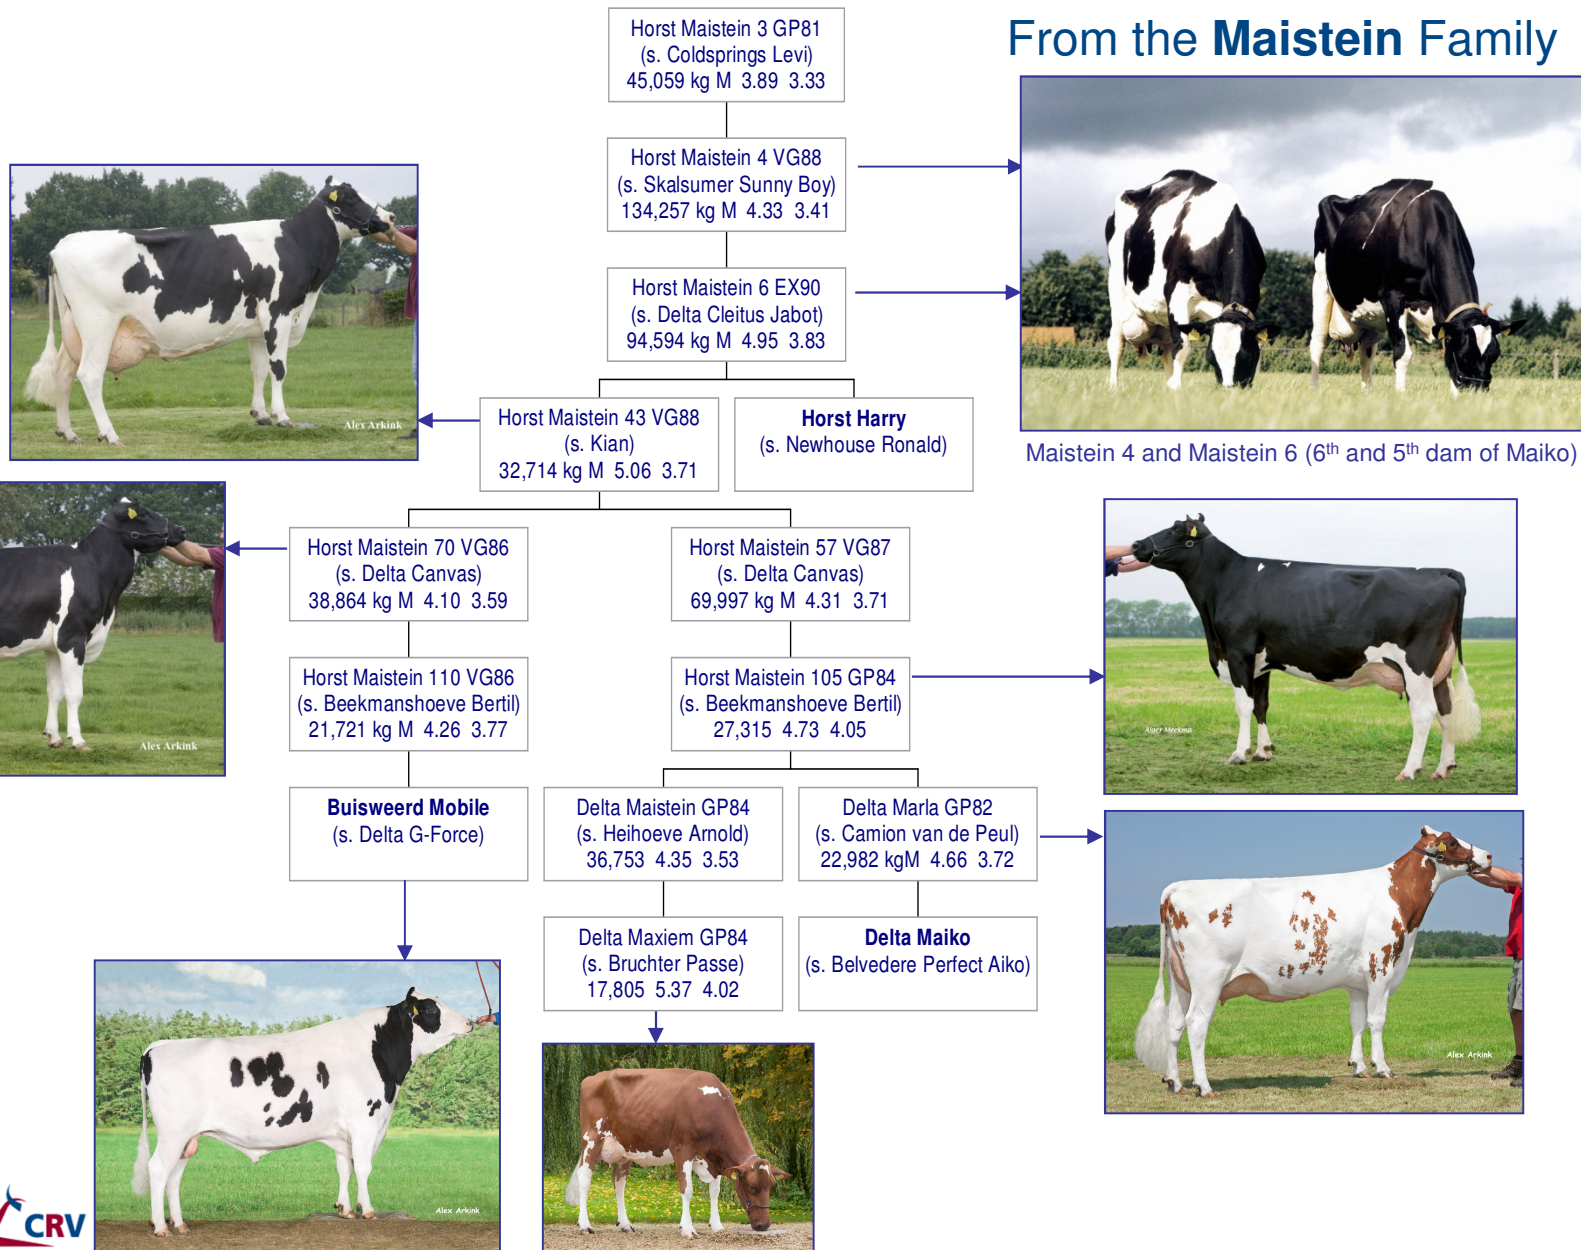 From the Maistein Family
Horst Maistein 3 GP81
(s. Coldsprings Levi)
45,059 kg M 3.89 3.33
Horst Maistein 4 VG88
(s. Skalsumer Sunny Boy)
134,257 kg M 4.33 3.41
Horst Maistein 6 EX90
(s. Delta Cleitus Jabot)
94,594 kg M 4.95 3.83
Alex Arkink
Horst Maistein 43 VG88
(s. Kian)
32,714 kg M 5.06 3.71
Horst Harry
(s. Newhouse Ronald)
Maistein 4 and Maistein 6 (6th and 5th dam of Maiko)
Horst Maistein 70 VG86
(s. Delta Canvas)
38,864 kg M 4.10 3.59
Horst Maistein 57 VG87
(s. Delta Canvas)
69,997 kg M 4.31 3.71
Alex Arkink
Horst Maistein 110 VG86
(s. Beekmanshoeve Bertil)
21,721 kg M 4.26 3.77
Horst Maistein 105 GP84
(s. Beekmanshoeve Bertil)
27,315 4.73 4.05
Buisweerd Mobile
(s. Delta G-Force)
Delta Maistein GP84
(s. Heihoeve Arnold)
36,753 4.35 3.53
Delta Marla GP82
(s. Camion van de Peul)
22,982 kgM 4.66 3.72
Delta Maxiem GP84
(s. Bruchter Passe)
17,805 5.37 4.02
Delta Maiko
(s. Belvedere Perfect Aiko)
Alex Arkink
Alex Arkink
CRV